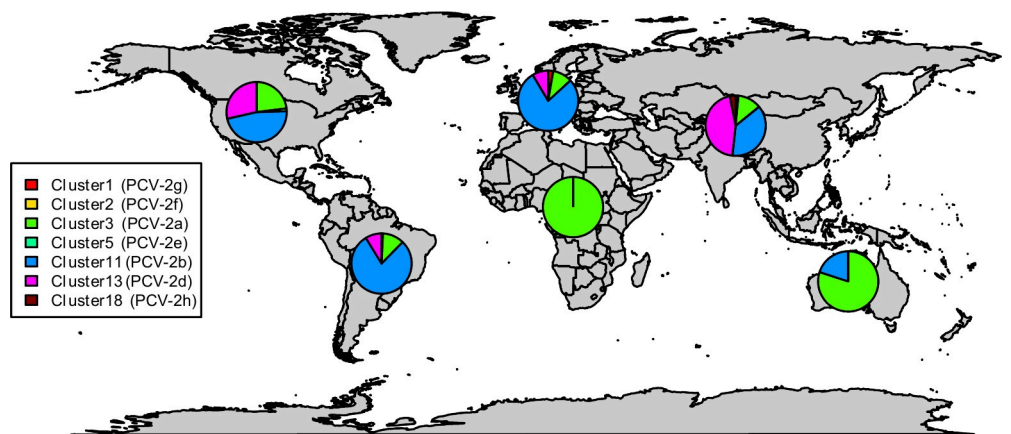 Cluster1 (PCV-2g)
Cluster2 (PCV-2f)
Cluster3 (PCV-2a)
Cluster5 (PCV-2e)
Cluster11 (PCV-2b)
Cluster13 (PCV-2d)
Cluster18 (PCV-2h)